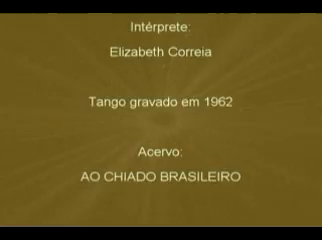 Intérprete:
Elizabeth Correia
Tango gravado em 1962
Acervo:
AO CHIADO BRASILEIRO